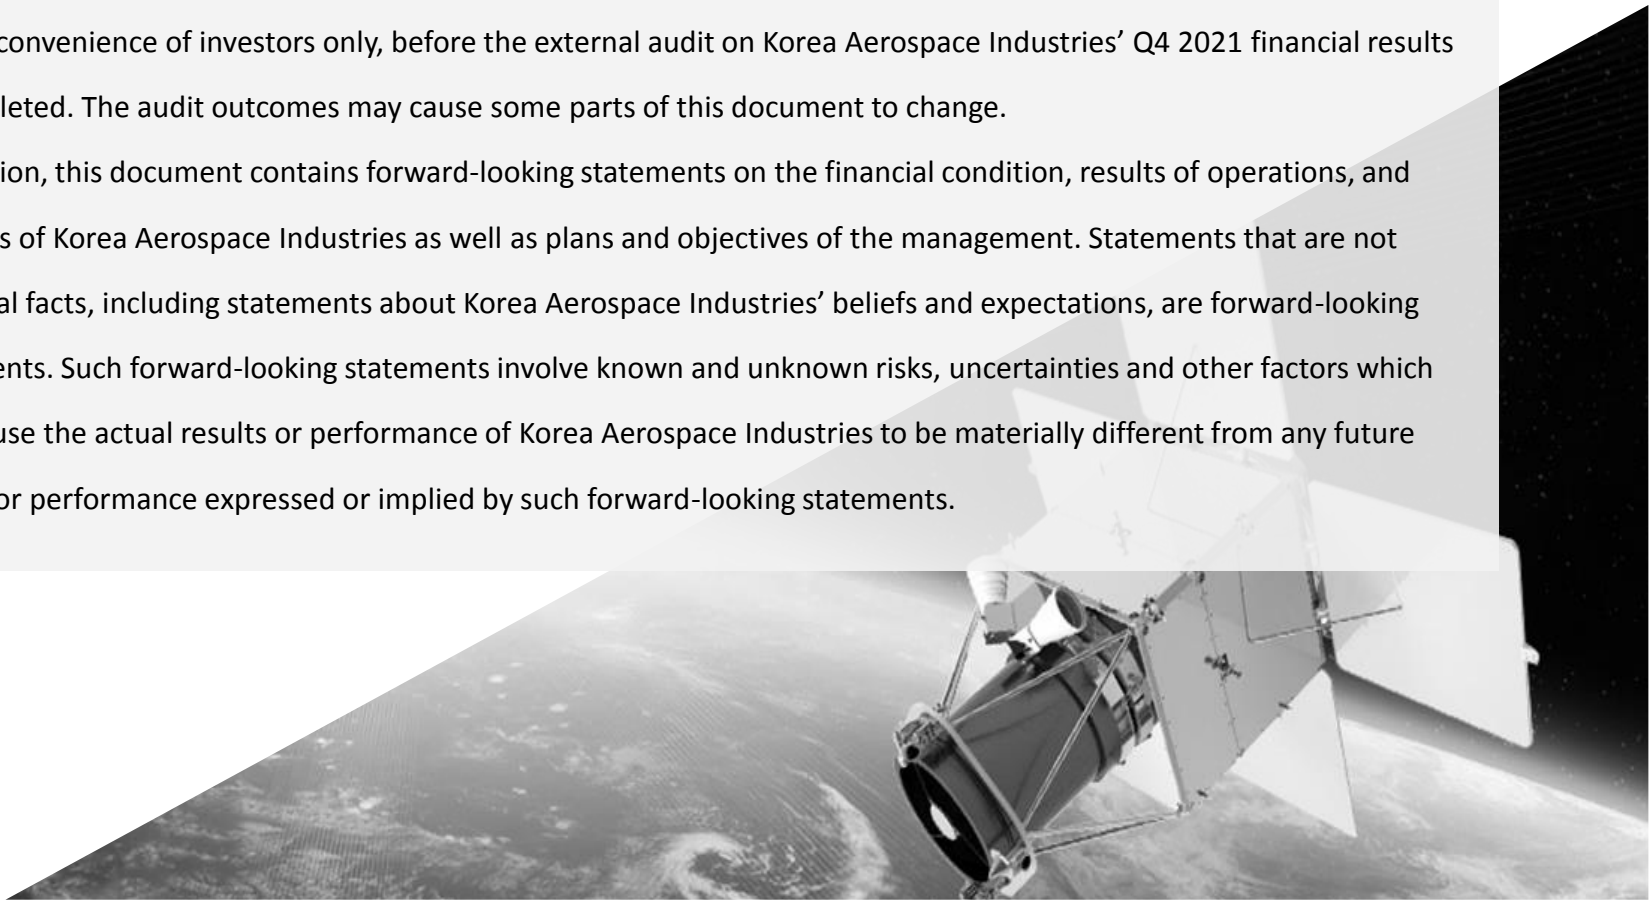 convenience of investors only, before the external audit on Korea Aerospace Industries’ Q4 2021 financial results
leted. The audit outcomes may cause some parts of this document to change.
ion, this document contains forward-looking statements on the financial condition, results of operations, and
s of Korea Aerospace Industries as well as plans and objectives of the management. Statements that are not
al facts, including statements about Korea Aerospace Industries’ beliefs and expectations, are forward-looking
ents. Such forward-looking statements involve known and unknown risks, uncertainties and other factors which
use the actual results or performance of Korea Aerospace Industries to be materially different from any future
or performance expressed or implied by such forward-looking statements.